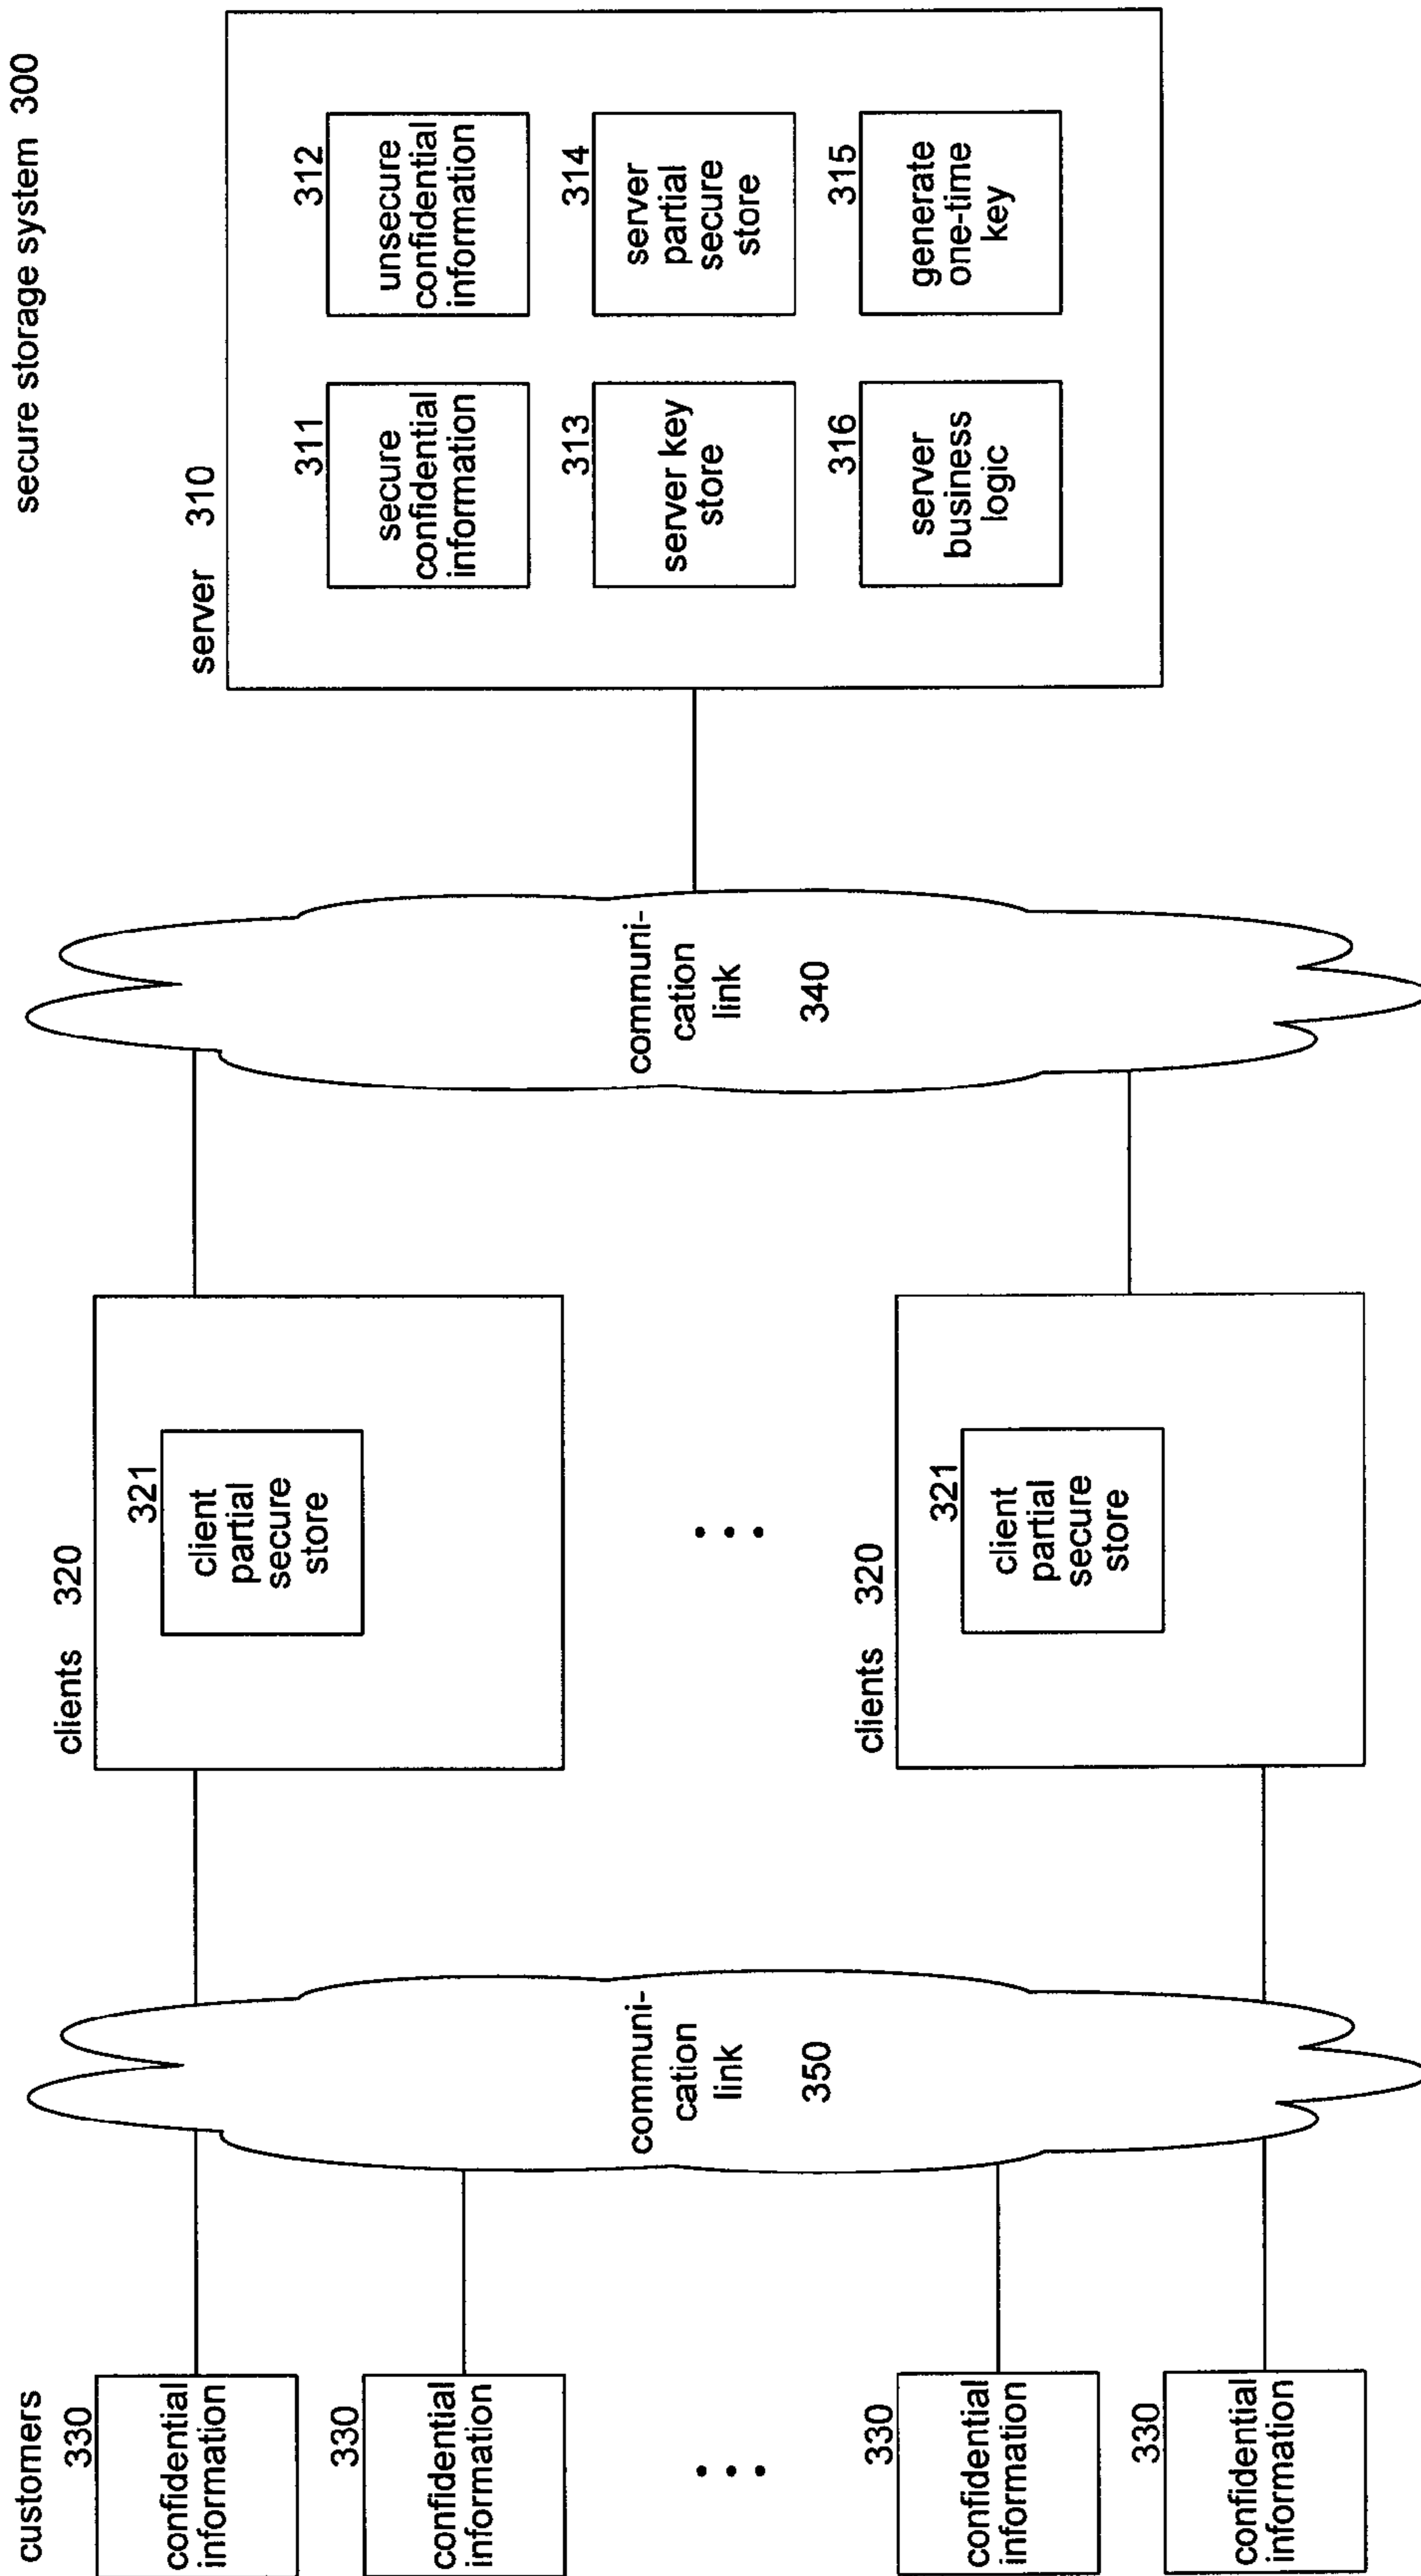 secure storage system 300
customers
330
confidential
information
330
confidential
information
330
confidential
information
330
confidential
information
communi-
cation
link
350
clients 320
321
client
partial
secure
store
clients 320
321
client
partial
secure
store
communi-
cation
link
340
server 310
311
secure
confidential
information
312
unsecure
confidential
information
313
server key
store
314
server
partial
secure
store
316
server
business
logic
315
generate
one-time
key